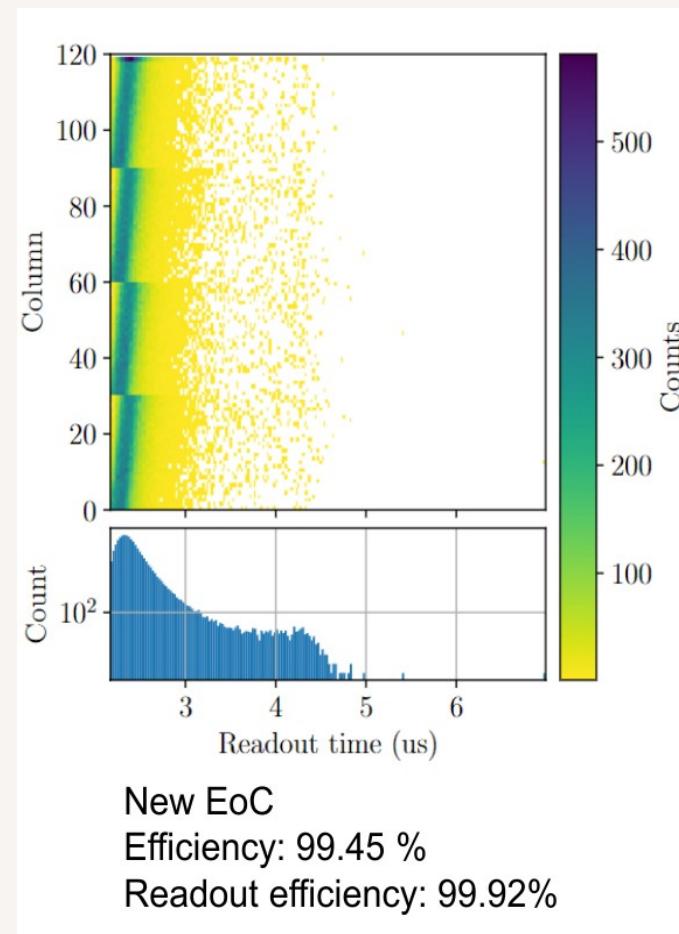 120
100
80
60
40
20
0
Column
500
400
300
200
100
Counts
Count
10²
3 4 5 6
Readout time (us)
New EoC
Efficiency: 99.45 %
Readout efficiency: 99.92%